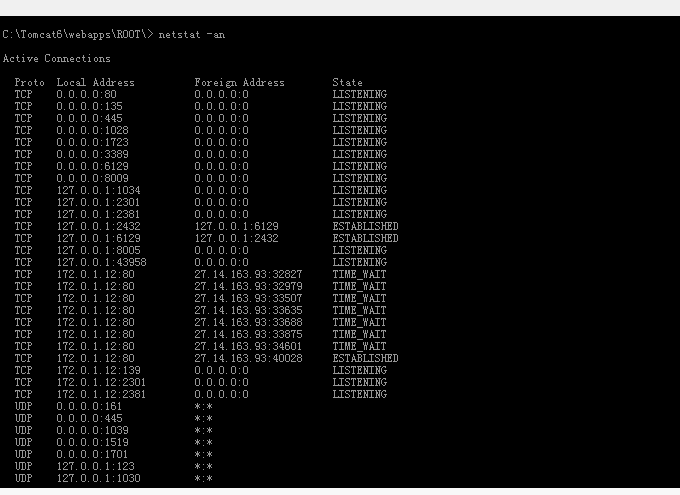 C:\Tomcat6\webapps\ROOT\> netstat -an
Active Connections
Proto Local Address Foreign Address State
TCP 0.0.0.0:80 0.0.0.0:0 LISTENING
TCP 0.0.0.0:135 0.0.0.0:0 LISTENING
TCP 0.0.0.0:445 0.0.0.0:0 LISTENING
TCP 0.0.0.0:1028 0.0.0.0:0 LISTENING
TCP 0.0.0.0:1723 0.0.0.0:0 LISTENING
TCP 0.0.0.0:3389 0.0.0.0:0 LISTENING
TCP 0.0.0.0:6129 0.0.0.0:0 LISTENING
TCP 0.0.0.0:8009 0.0.0.0:0 LISTENING
TCP 127.0.0.1:1034 0.0.0.0:0 LISTENING
TCP 127.0.0.1:2301 0.0.0.0:0 LISTENING
TCP 127.0.0.1:2381 0.0.0.0:0 LISTENING
TCP 127.0.0.1:2432 127.0.0.1:6129 ESTABLISHED
TCP 127.0.0.1:6129 127.0.0.1:2432 ESTABLISHED
TCP 127.0.0.1:8005 0.0.0.0:0 LISTENING
TCP 127.0.0.1:43958 0.0.0.0:0 LISTENING
TCP 172.0.1.12:80 27.14.163.93:32827 TIME_WAIT
TCP 172.0.1.12:80 27.14.163.93:32979 TIME_WAIT
TCP 172.0.1.12:80 27.14.163.93:33507 TIME_WAIT
TCP 172.0.1.12:80 27.14.163.93:33635 TIME_WAIT
TCP 172.0.1.12:80 27.14.163.93:33688 TIME_WAIT
TCP 172.0.1.12:80 27.14.163.93:33875 TIME_WAIT
TCP 172.0.1.12:80 27.14.163.93:34601 TIME_WAIT
TCP 172.0.1.12:80 27.14.163.93:40028 ESTABLISHED
TCP 172.0.1.12:139 0.0.0.0:0 LISTENING
TCP 172.0.1.12:2301 0.0.0.0:0 LISTENING
TCP 172.0.1.12:2381 0.0.0.0:0 LISTENING
UDP 0.0.0.0:161 *:*
UDP 0.0.0.0:445 *:*
UDP 0.0.0.0:1039 *:*
UDP 0.0.0.0:1519 *:*
UDP 0.0.0.0:1701 *:*
UDP 127.0.0.1:123 *:*
UDP 127.0.0.1:1030 *:*